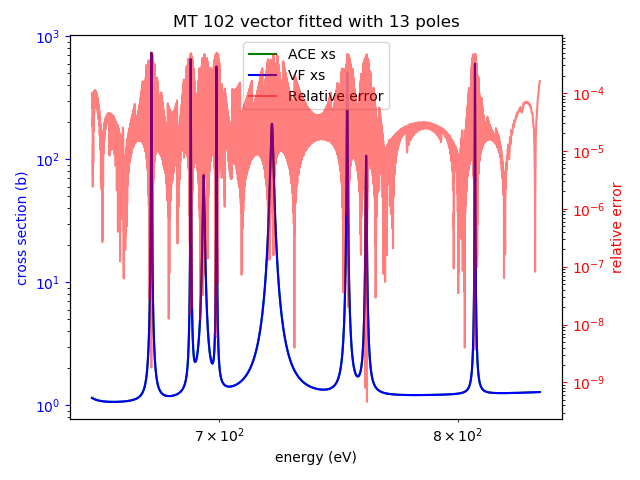 MT 102 vector fitted with 13 poles
ACE xs
VF xs
Relative error
cross section (b)
10³
10²
10¹
10⁰
10⁻⁴
10⁻⁵
10⁻⁶
10⁻⁷
10⁻⁸
10⁻⁹
relative error
7 × 10²
8 × 10²
energy (eV)